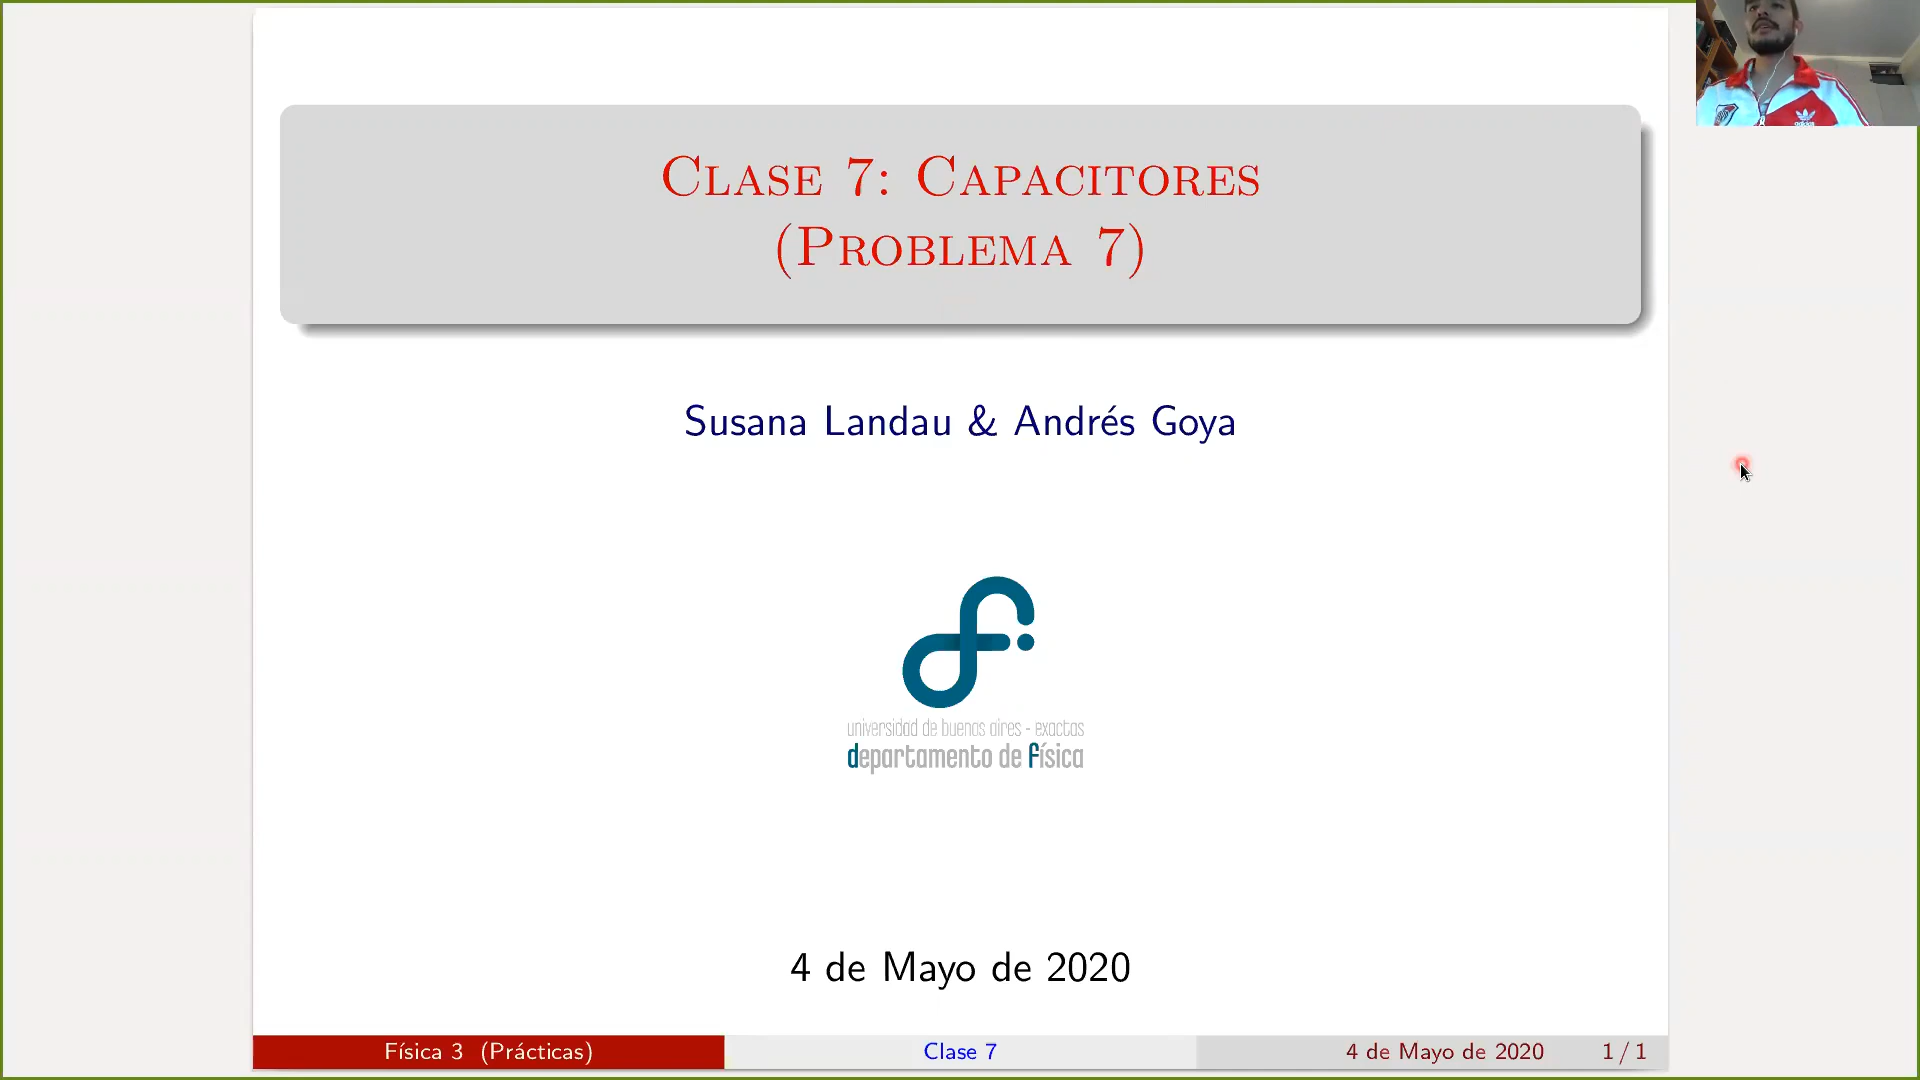 Clase 7: Capacitores
(Problema 7)
Susana Landau & Andrés Goya
universidad de buenos aires - exactas
departamento de física
4 de Mayo de 2020
Física 3 (Prácticas)
Clase 7
4 de Mayo de 2020
1 / 1
adidas